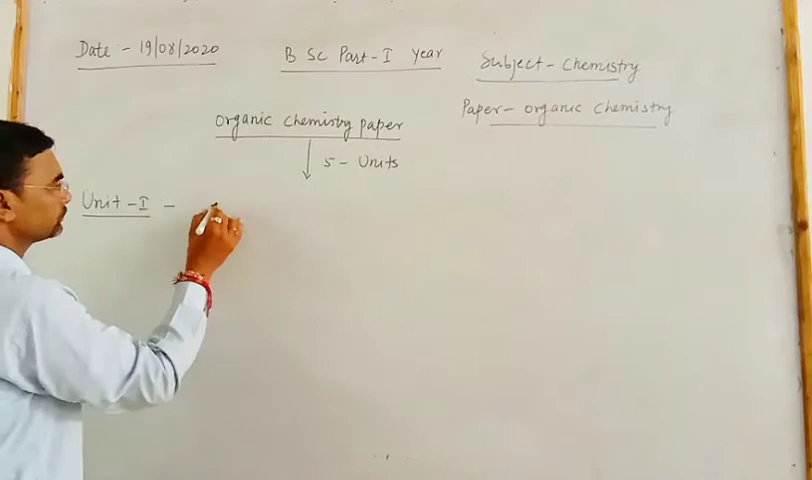 Date - 19/08/2020
B Sc Part - I Year
Subject - Chemistry
Paper - organic chemistry
organic chemistry paper
5 - Units
Unit - I -